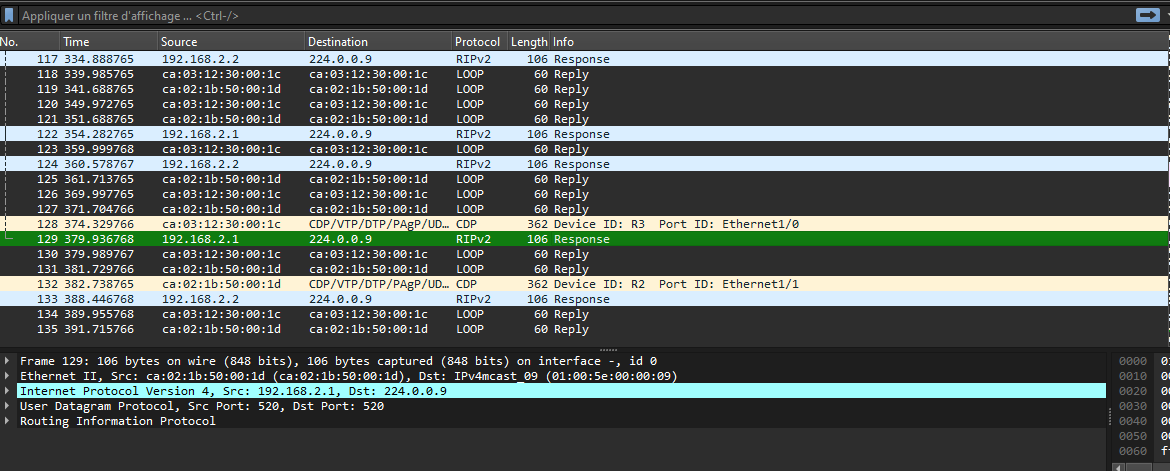 Appliquer un filtre d'affichage ... <Ctrl-/>
No. Time Source Destination Protocol Length Info
117 334.888765 192.168.2.2 224.0.0.9 RIPv2 106 Response
118 339.985765 ca:03:12:30:00:1c ca:03:12:30:00:1c LOOP 60 Reply
119 341.688765 ca:02:1b:50:00:1d ca:02:1b:50:00:1d LOOP 60 Reply
120 349.972765 ca:03:12:30:00:1c ca:03:12:30:00:1c LOOP 60 Reply
121 351.688765 ca:02:1b:50:00:1d ca:02:1b:50:00:1d LOOP 60 Reply
122 354.282765 192.168.2.1 224.0.0.9 RIPv2 106 Response
123 359.999768 ca:03:12:30:00:1c ca:03:12:30:00:1c LOOP 60 Reply
124 360.578767 192.168.2.2 224.0.0.9 RIPv2 106 Response
125 361.713765 ca:02:1b:50:00:1d ca:02:1b:50:00:1d LOOP 60 Reply
126 369.997765 ca:03:12:30:00:1c ca:03:12:30:00:1c LOOP 60 Reply
127 371.704766 ca:02:1b:50:00:1d ca:02:1b:50:00:1d LOOP 60 Reply
128 374.329766 ca:03:12:30:00:1c CDP/VTP/DTP/PAgP/UD… CDP 362 Device ID: R3 Port ID: Ethernet1/0
129 379.936768 192.168.2.1 224.0.0.9 RIPv2 106 Response
130 379.989767 ca:03:12:30:00:1c ca:03:12:30:00:1c LOOP 60 Reply
131 381.729766 ca:02:1b:50:00:1d ca:02:1b:50:00:1d LOOP 60 Reply
132 382.738765 ca:02:1b:50:00:1d CDP/VTP/DTP/PAgP/UD… CDP 362 Device ID: R2 Port ID: Ethernet1/1
133 388.446768 192.168.2.2 224.0.0.9 RIPv2 106 Response
134 389.955768 ca:03:12:30:00:1c ca:03:12:30:00:1c LOOP 60 Reply
135 391.715766 ca:02:1b:50:00:1d ca:02:1b:50:00:1d LOOP 60 Reply
Frame 129: 106 bytes on wire (848 bits), 106 bytes captured (848 bits) on interface -, id 0
Ethernet II, Src: ca:02:1b:50:00:1d (ca:02:1b:50:00:1d), Dst: IPv4mcast_09 (01:00:5e:00:00:09)
Internet Protocol Version 4, Src: 192.168.2.1, Dst: 224.0.0.9
User Datagram Protocol, Src Port: 520, Dst Port: 520
Routing Information Protocol
0000
0010
0020
0030
0040
0050
0060